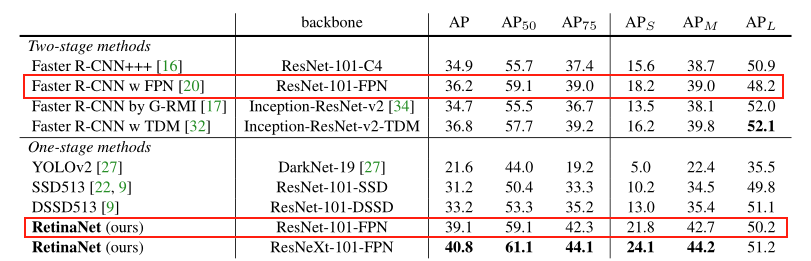 backbone AP AP50 AP75 APS APM APL
Two-stage methods
Faster R-CNN+++ [16] ResNet-101-C4 34.9 55.7 37.4 15.6 38.7 50.9
Faster R-CNN w FPN [20] ResNet-101-FPN 36.2 59.1 39.0 18.2 39.0 48.2
Faster R-CNN by G-RMI [17] Inception-ResNet-v2 [34] 34.7 55.5 36.7 13.5 38.1 52.0
Faster R-CNN w TDM [32] Inception-ResNet-v2-TDM 36.8 57.7 39.2 16.2 39.8 52.1
One-stage methods
YOLOv2 [27] DarkNet-19 [27] 21.6 44.0 19.2 5.0 22.4 35.5
SSD513 [22, 9] ResNet-101-SSD 31.2 50.4 33.3 10.2 34.5 49.8
DSSD513 [9] ResNet-101-DSSD 33.2 53.3 35.2 13.0 35.4 51.1
RetinaNet (ours) ResNet-101-FPN 39.1 59.1 42.3 21.8 42.7 50.2
RetinaNet (ours) ResNeXt-101-FPN 40.8 61.1 44.1 24.1 44.2 51.2